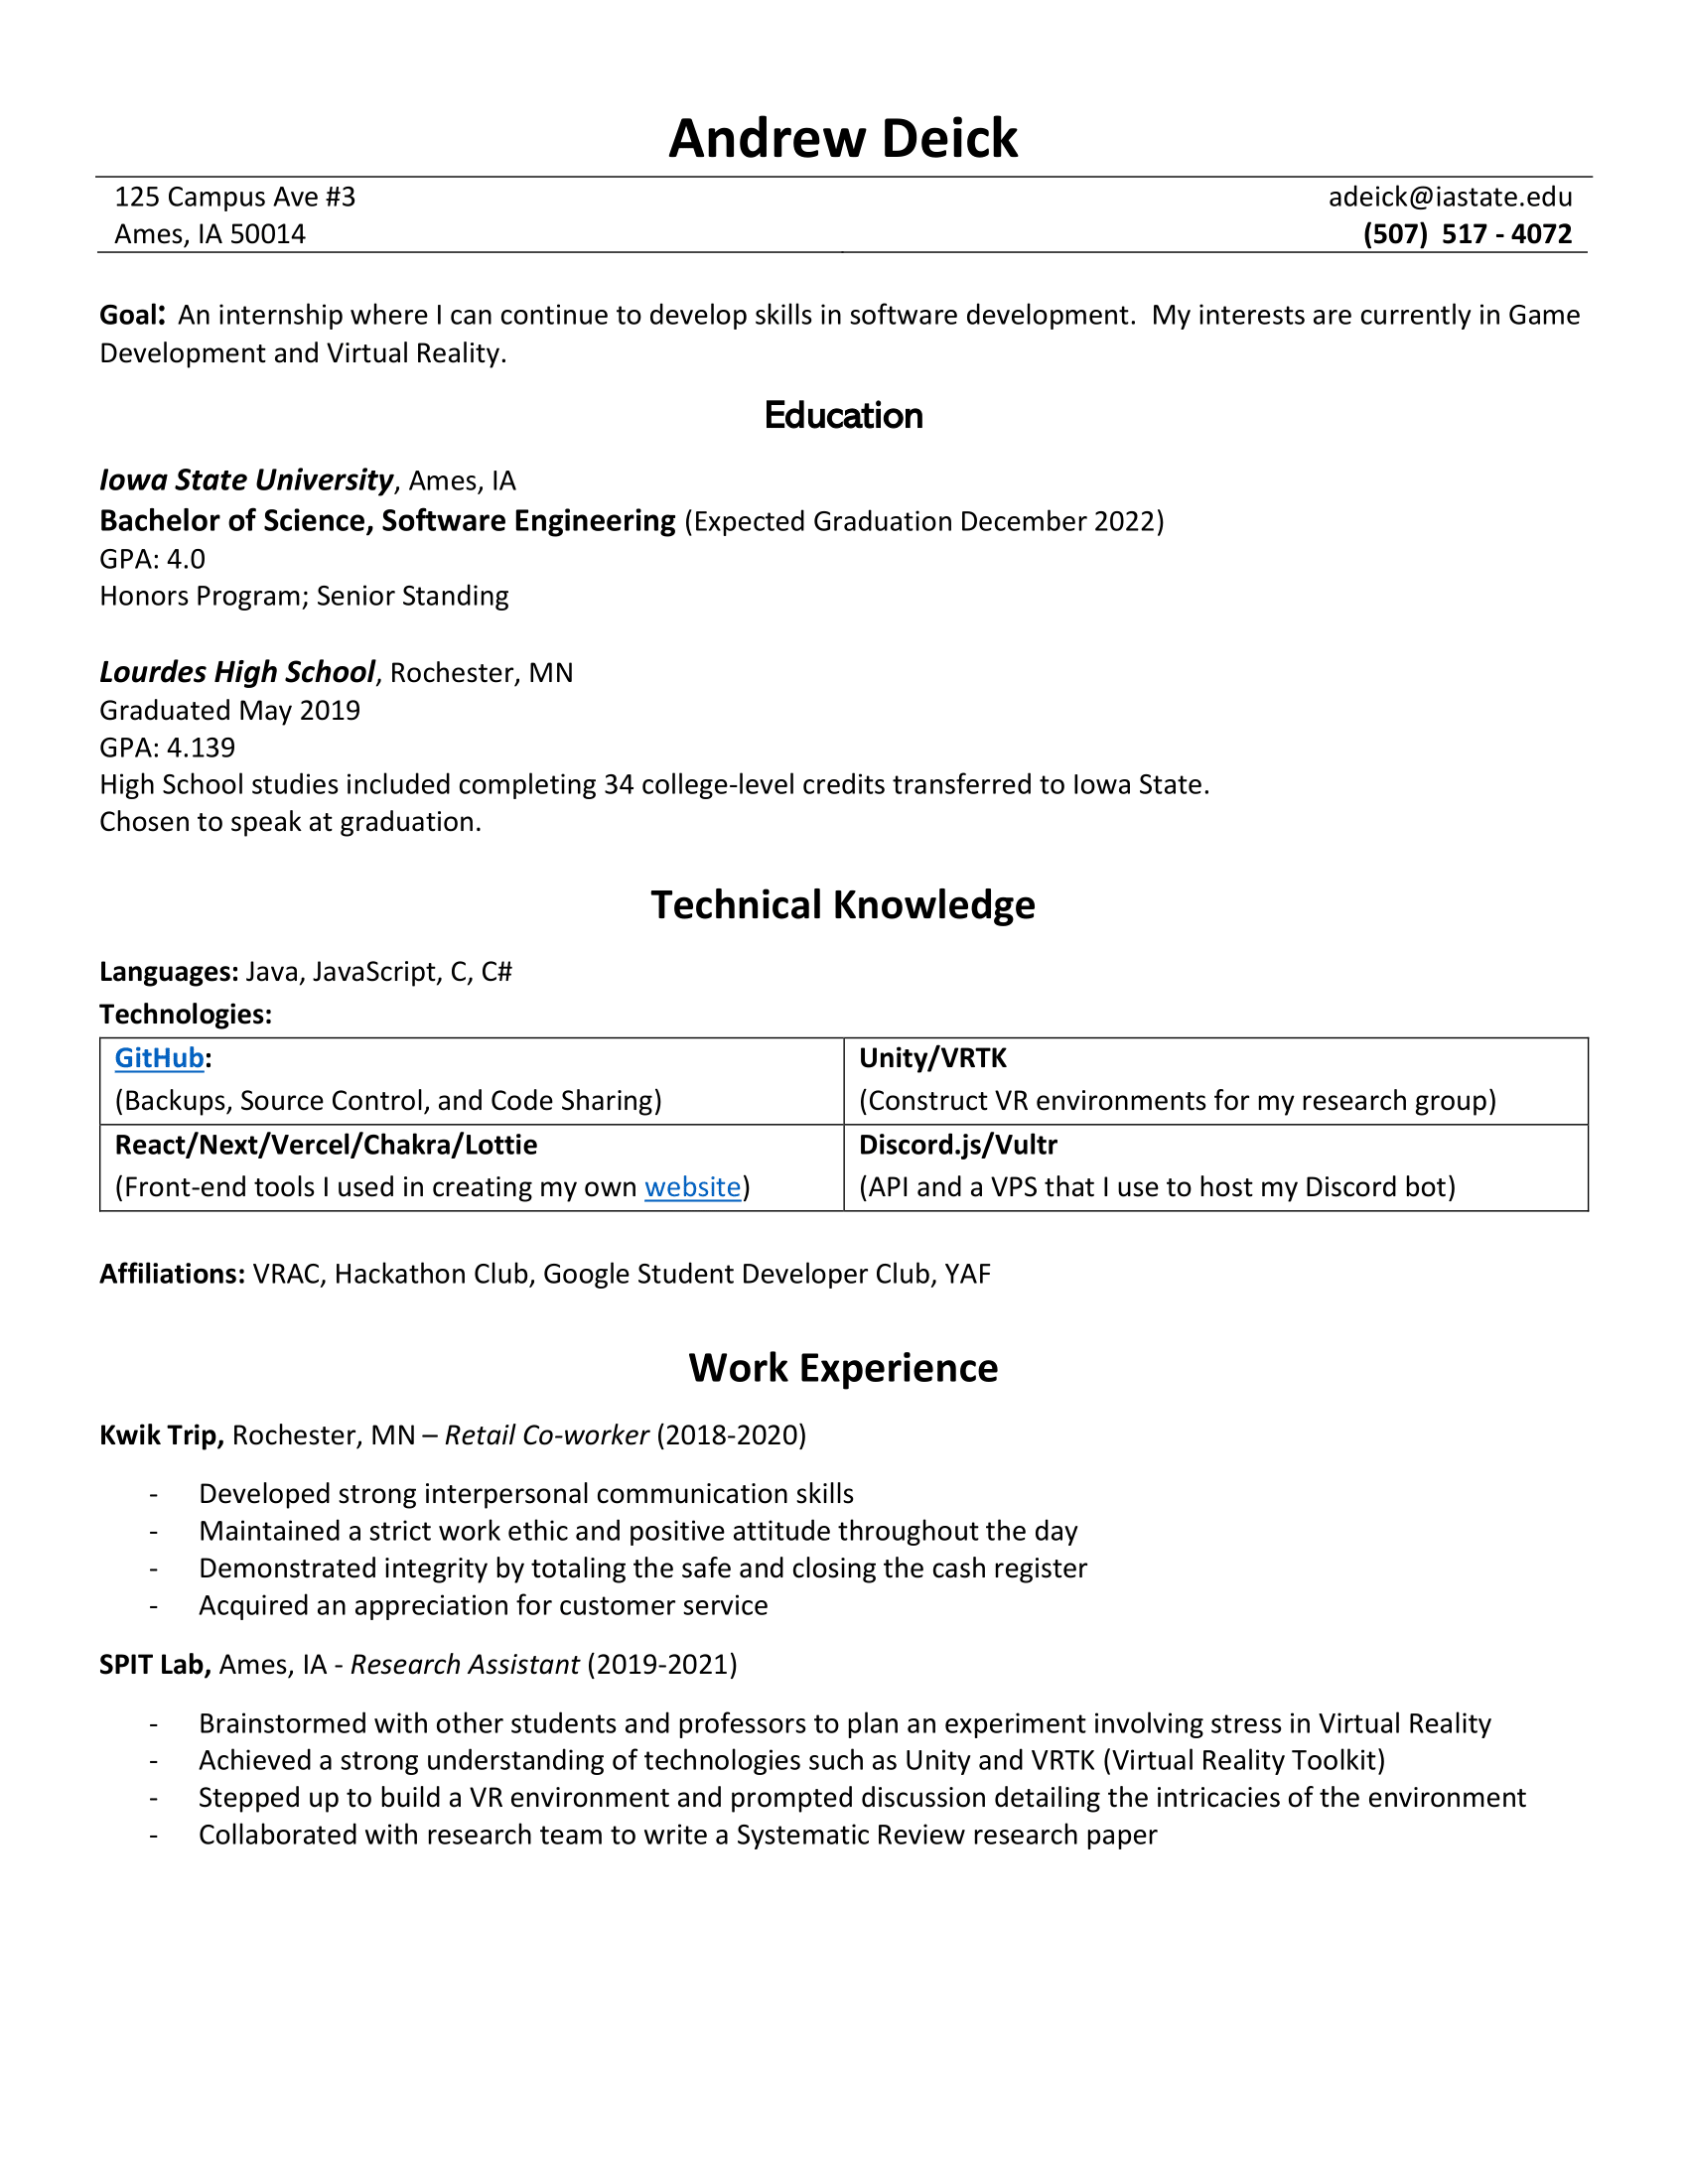 Andrew Deick
125 Campus Ave #3
adeick@iastate.edu
Ames, IA 50014
(507)  517 - 4072
Goal:  An internship where I can continue to develop skills in software development.  My interests are currently in Game
Development and Virtual Reality.
Education
Iowa State University, Ames, IA
Bachelor of Science, Software Engineering (Expected Graduation December 2022)
GPA: 4.0
Honors Program; Senior Standing
Lourdes High School, Rochester, MN
Graduated May 2019
GPA: 4.139
High School studies included completing 34 college-level credits transferred to Iowa State.
Chosen to speak at graduation.
Technical Knowledge
Languages: Java, JavaScript, C, C#
Technologies:
GitHub:
(Backups, Source Control, and Code Sharing)
Unity/VRTK
(Construct VR environments for my research group)
React/Next/Vercel/Chakra/Lottie
(Front-end tools I used in creating my own website)
Discord.js/Vultr
(API and a VPS that I use to host my Discord bot)
Affiliations: VRAC, Hackathon Club, Google Student Developer Club, YAF
Work Experience
Kwik Trip, Rochester, MN – Retail Co-worker (2018-2020)
- Developed strong interpersonal communication skills
- Maintained a strict work ethic and positive attitude throughout the day
- Demonstrated integrity by totaling the safe and closing the cash register
- Acquired an appreciation for customer service
SPIT Lab, Ames, IA - Research Assistant (2019-2021)
- Brainstormed with other students and professors to plan an experiment involving stress in Virtual Reality
- Achieved a strong understanding of technologies such as Unity and VRTK (Virtual Reality Toolkit)
- Stepped up to build a VR environment and prompted discussion detailing the intricacies of the environment
- Collaborated with research team to write a Systematic Review research paper